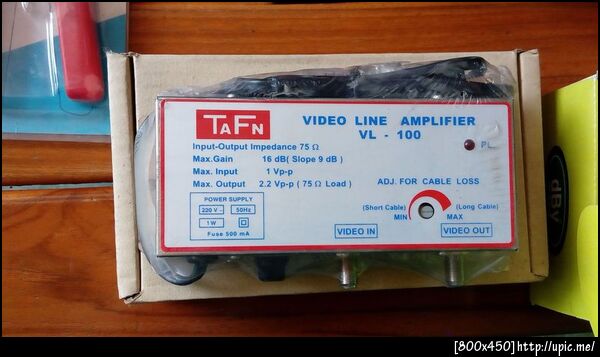 TAFN
VIDEO LINE AMPLIFIER
VL - 100
Input-Output Impedance 75 Ω
Max.Gain 16 dB( Slope 9 dB )
Max. Input 1 Vp-p
Max. Output 2.2 Vp-p ( 75 Ω Load )
PL
ADJ. FOR CABLE LOSS
(Short Cable) (Long Cable)
MIN MAX
POWER SUPPLY
220 V ~ 50Hz
1W
Fuse 500 mA
VIDEO IN
VIDEO OUT
dBy
[800x450]http://upic.me/